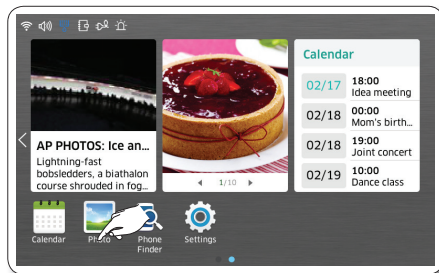 AP PHOTOS: Ice an...
Lightning-fast
bobsledders, a biathalon
course shrouded in fog...
1/10
Calendar
02/17
18:00
Idea meeting
02/18
00:00
Mom's birth...
02/18
19:00
Joint concert
02/19
10:00
Dance class
Calendar
Photo
Phone
Finder
Settings